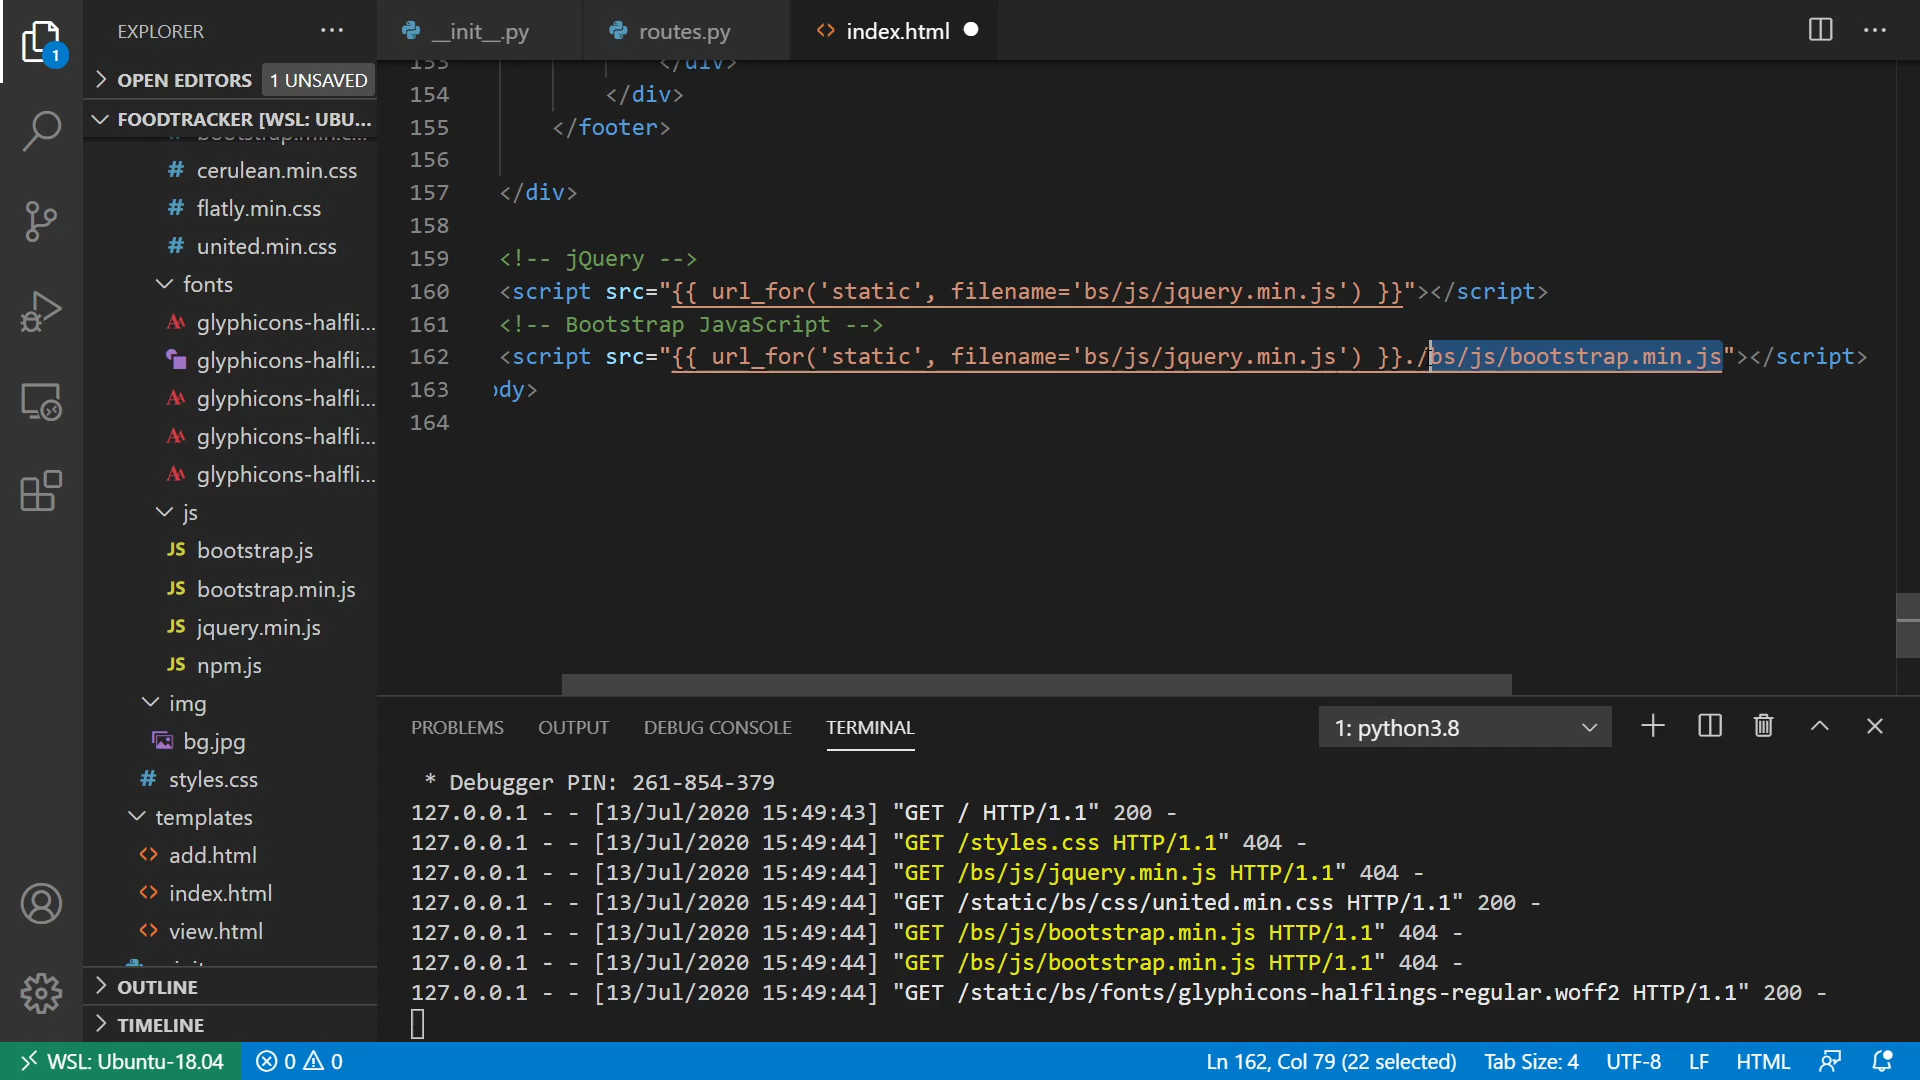 EXPLORER
1
OPEN EDITORS
1 UNSAVED
FOODTRACKER [WSL: UBU...
cerulean.min.css
flatly.min.css
united.min.css
fonts
glyphicons-halfli...
glyphicons-halfli...
glyphicons-halfli...
glyphicons-halfli...
glyphicons-halfli...
js
bootstrap.js
bootstrap.min.js
jquery.min.js
npm.js
img
bg.jpg
styles.css
templates
add.html
index.html
view.html
OUTLINE
TIMELINE
__init__.py
routes.py
index.html
153 </div>
154 </div>
155 </footer>
156
157 </div>
158
159 <!-- jQuery -->
160 <script src="{{ url_for('static', filename='bs/js/jquery.min.js') }}"></script>
161 <!-- Bootstrap JavaScript -->
162 <script src="{{ url_for('static', filename='bs/js/jquery.min.js') }}./bs/js/bootstrap.min.js"></script>
163 ody>
164
PROBLEMS OUTPUT DEBUG CONSOLE TERMINAL
1: python3.8
* Debugger PIN: 261-854-379
127.0.0.1 - - [13/Jul/2020 15:49:43] "GET / HTTP/1.1" 200 -
127.0.0.1 - - [13/Jul/2020 15:49:44] "GET /styles.css HTTP/1.1" 404 -
127.0.0.1 - - [13/Jul/2020 15:49:44] "GET /bs/js/jquery.min.js HTTP/1.1" 404 -
127.0.0.1 - - [13/Jul/2020 15:49:44] "GET /static/bs/css/united.min.css HTTP/1.1" 200 -
127.0.0.1 - - [13/Jul/2020 15:49:44] "GET /bs/js/bootstrap.min.js HTTP/1.1" 404 -
127.0.0.1 - - [13/Jul/2020 15:49:44] "GET /bs/js/bootstrap.min.js HTTP/1.1" 404 -
127.0.0.1 - - [13/Jul/2020 15:49:44] "GET /static/bs/fonts/glyphicons-halflings-regular.woff2 HTTP/1.1" 200 -
WSL: Ubuntu-18.04
0
0
Ln 162, Col 79 (22 selected)
Tab Size: 4
UTF-8
LF
HTML